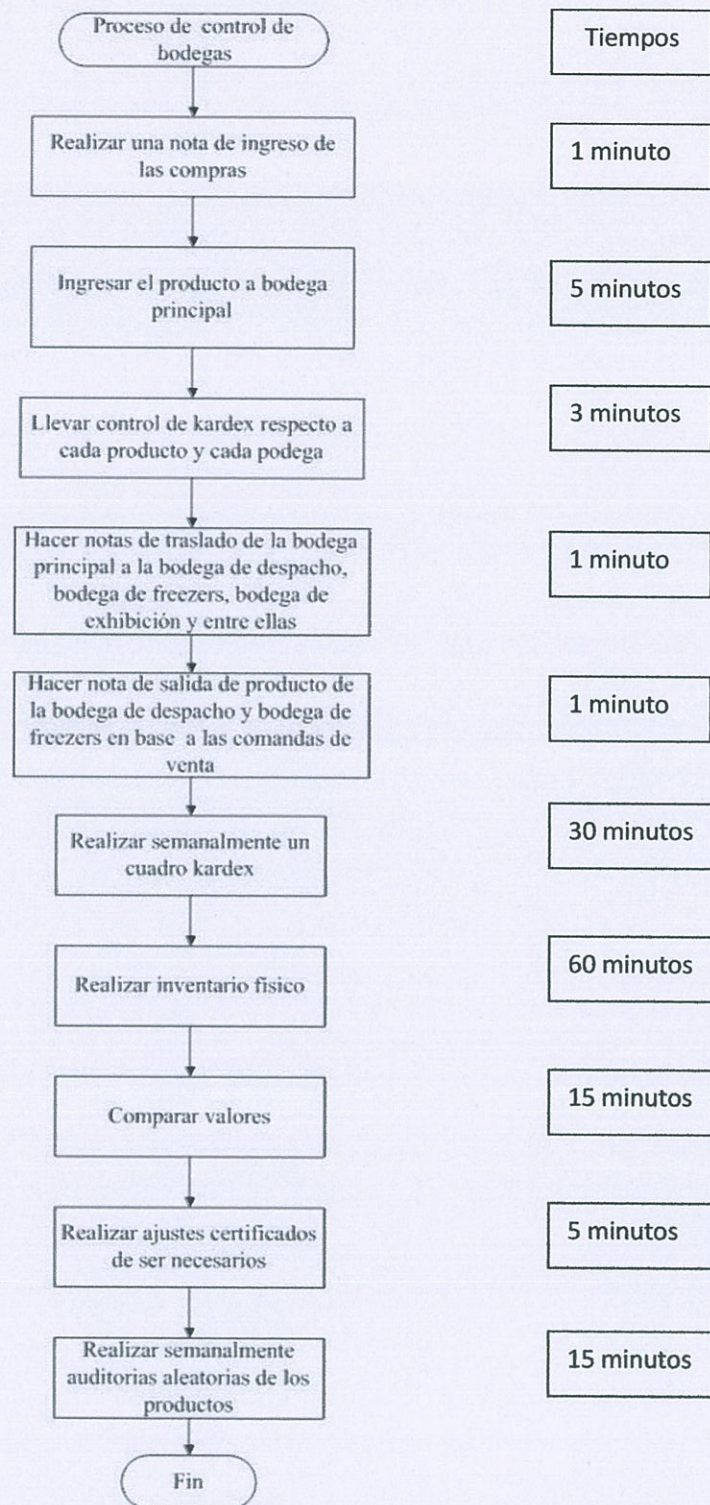 Proceso de control de
bodegas
Tiempos
Realizar una nota de ingreso de
las compras
1 minuto
Ingresar el producto a bodega
principal
5 minutos
Llevar control de kardex respecto a
cada producto y cada podega
3 minutos
Hacer notas de traslado de la bodega
principal a la bodega de despacho,
bodega de freezers, bodega de
exhibición y entre ellas
1 minuto
Hacer nota de salida de producto de
la bodega de despacho y bodega de
freezers en base a las comandas de
venta
1 minuto
Realizar semanalmente un
cuadro kardex
30 minutos
Realizar inventario fisico
60 minutos
Comparar valores
15 minutos
Realizar ajustes certificados
de ser necesarios
5 minutos
Realizar semanalmente
auditorias aleatorias de los
productos
15 minutos
Fin